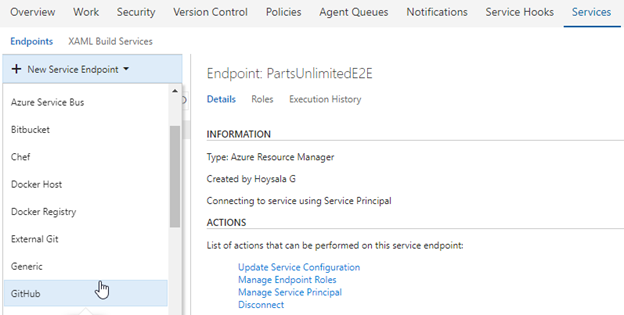 Overview Work Security Version Control Policies Agent Queues Notifications Service Hooks Services
Endpoints XAML Build Services
+ New Service Endpoint
Azure Service Bus
Bitbucket
Chef
Docker Host
Docker Registry
External Git
Generic
GitHub
Endpoint: PartsUnlimitedE2E
Details Roles Execution History
INFORMATION
Type: Azure Resource Manager
Created by Hoysala G
Connecting to service using Service Principal
ACTIONS
List of actions that can be performed on this service endpoint:
Update Service Configuration
Manage Endpoint Roles
Manage Service Principal
Disconnect